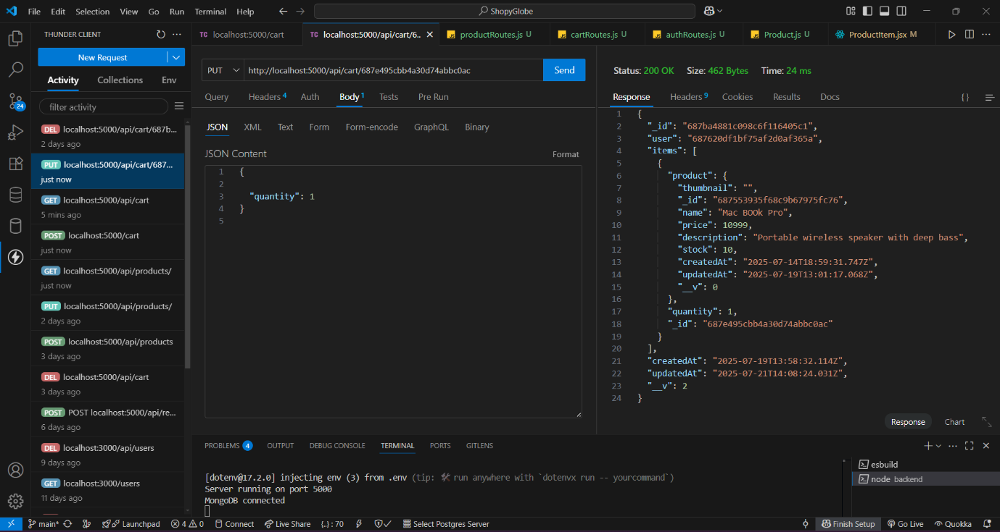 File Edit Selection View Go Run Terminal Help ShopyGlobe
THUNDER CLIENT
New Request
Activity Collections Env
filter activity
DEL localhost:5000/api/cart/687b...
2 days ago
PUT localhost:5000/api/cart/687...
just now
GET localhost:5000/api/cart
5 mins ago
POST localhost:5000/cart
just now
GET localhost:5000/api/products/
just now
PUT localhost:5000/api/products/
2 days ago
POST localhost:5000/api/products
3 days ago
DEL localhost:5000/api/cart
3 days ago
POST POST localhost:5000/api/re...
6 days ago
DEL localhost:3000/api/users
9 days ago
GET localhost:3000/users
11 days ago
24
TC localhost:5000/cart TC localhost:5000/api/cart/6.. JS productRoutes.js U JS cartRoutes.js U JS authRoutes.js U JS Product.js U ProductItem.jsx M
PUT http://localhost:5000/api/cart/687e495cbb4a30d74abbc0ac Send
Query Headers 4 Auth Body 1 Tests Pre Run
JSON XML Text Form Form-encode GraphQL Binary
JSON Content Format
1 {
2
3 "quantity": 1
4 }
5
Status: 200 OK Size: 462 Bytes Time: 24 ms
Response Headers 9 Cookies Results Docs {}
1 {
2 "_id": "687ba4881c098c6f116405c1",
3 "user": "687620df1bf75af2d0af365a",
4 "items": [
5 {
6 "product": {
7 "thumbnail": "",
8 "_id": "687553935f68c9b67975fc76",
9 "name": "Mac BOOk Pro",
10 "price": 10999,
11 "description": "Portable wireless speaker with deep bass",
12 "stock": 10,
13 "createdAt": "2025-07-14T18:59:31.747Z",
14 "updatedAt": "2025-07-19T13:01:17.068Z",
15 "__v": 0
16 },
17 "quantity": 1,
18 "_id": "687e495cbb4a30d74abbc0ac"
19 }
20 ],
21 "createdAt": "2025-07-19T13:58:32.114Z",
22 "updatedAt": "2025-07-21T14:08:24.031Z",
23 "__v": 2
24 }
Response Chart
PROBLEMS 4 OUTPUT DEBUG CONSOLE TERMINAL PORTS GITLENS
[dotenv@17.2.0] injecting env (3) from .env (tip: 🛠 run anywhere with `dotenvx run -- yourcommand`)
Server running on port 5000
MongoDB connected
esbuild
node backend
main* Launchpad 4 0 Connect Live Share {..} : 70 Select Postgres Server Finish Setup Go Live Quokka